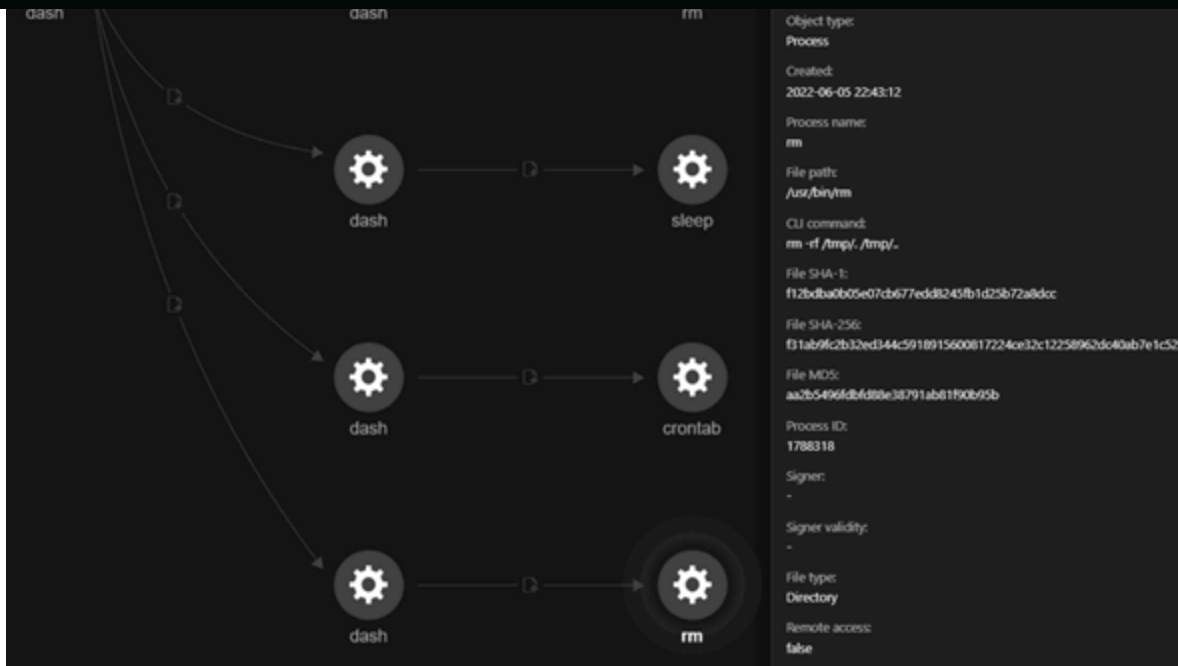 dash
dash
rm
dash
sleep
dash
crontab
dash
rm
Object type:
Process
Created:
2022-06-05 22:43:12
Process name:
rm
File path:
/usr/bin/rm
CLI command:
rm -rf /tmp/. /tmp/..
File SHA-1:
f12bdba0b05e07cb677edd8245fb1d25b72a8dcc
File SHA-256:
f31ab9fc2b32ed344c5918915600817224ce32c12258962dc40ab7e1c52
File MD5:
aa2b5496fdbfd88e38791ab81f90b95b
Process ID:
1788318
Signer:
-
Signer validity:
-
File type:
Directory
Remote access:
false